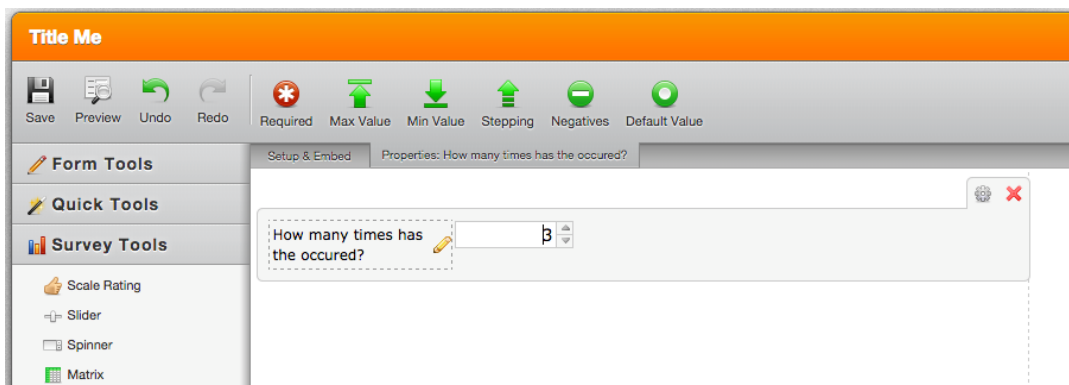 Title Me
Save Preview Undo Redo Required Max Value Min Value Stepping Negatives Default Value
Form Tools
Quick Tools
Survey Tools
Scale Rating
Slider
Spinner
Matrix
Setup & Embed Properties: How many times has the occured?
How many times has
the occured?
3